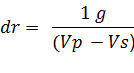 dr = 1 g / (Vp − Vs)